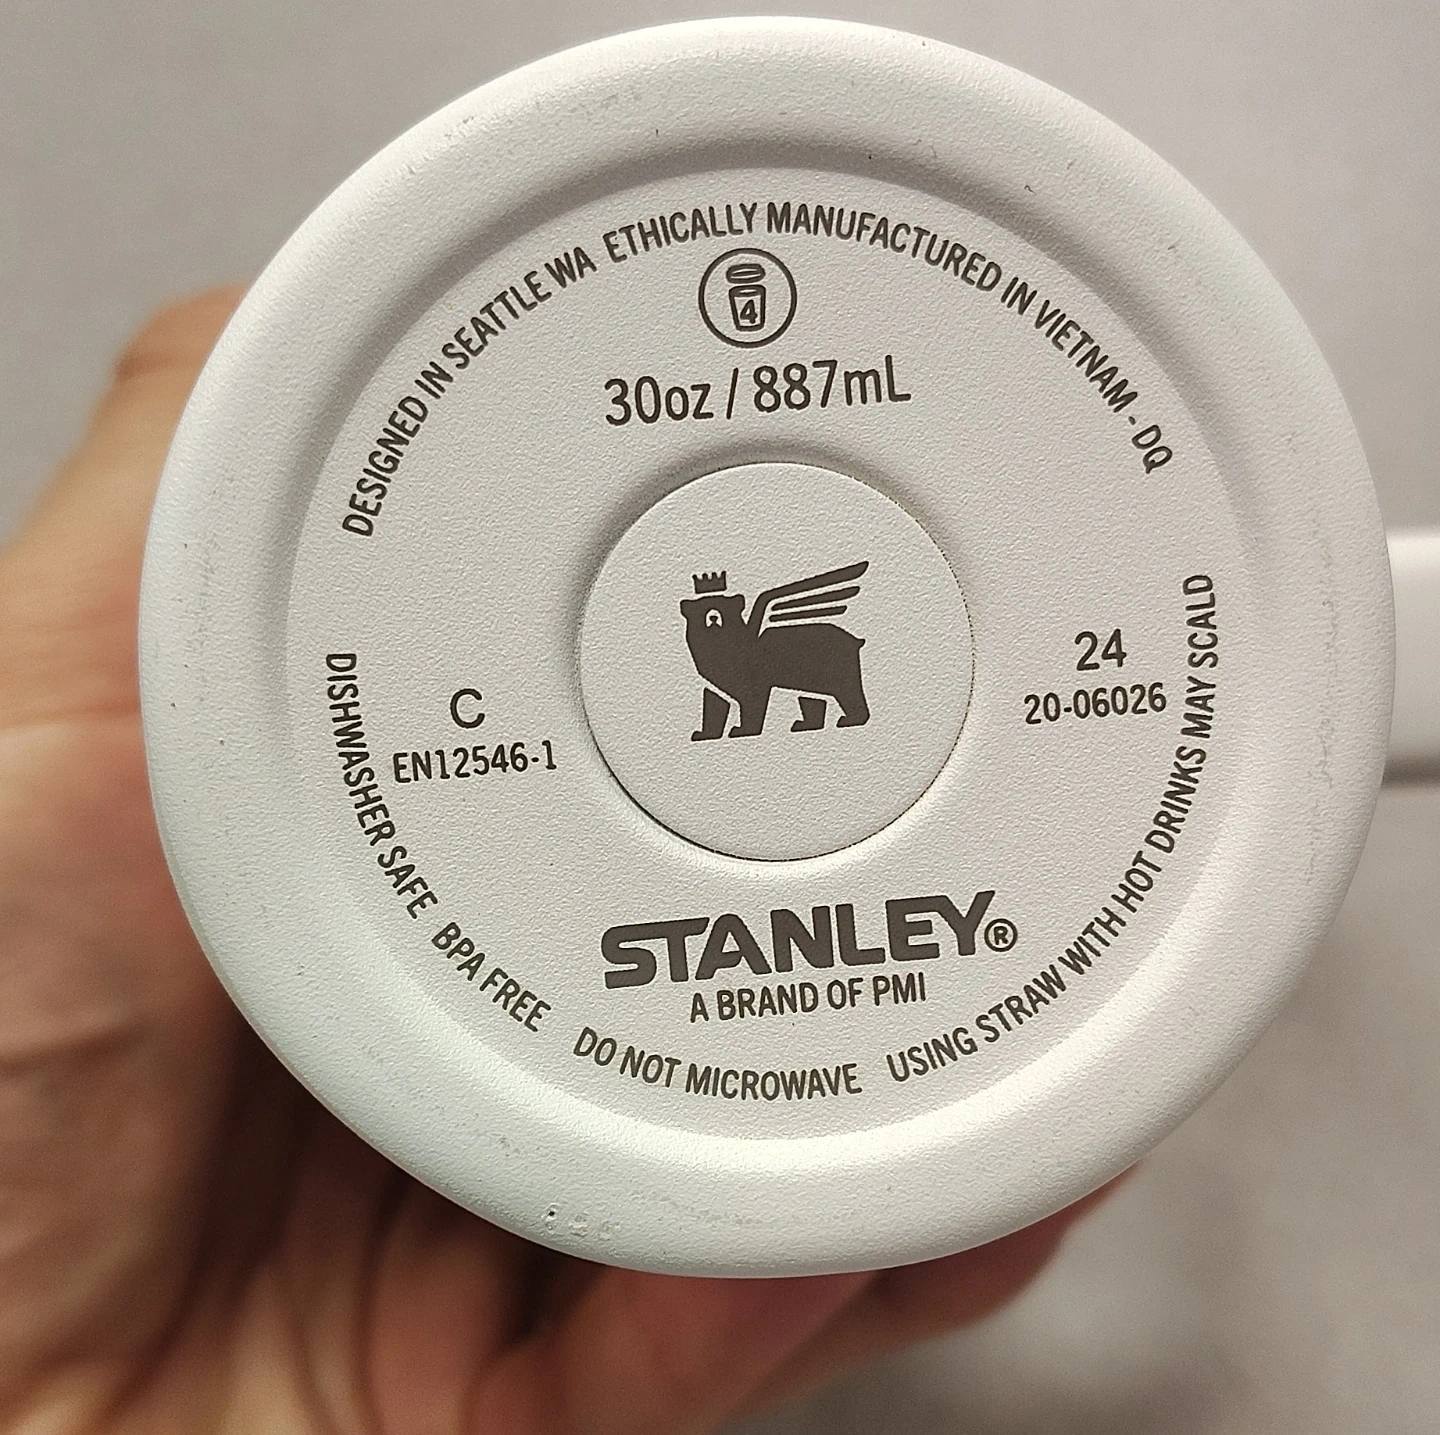 DESIGNED IN SEATTLE WA ETHICALLY MANUFACTURED IN VIETNAM - DQ
4
30oz / 887mL
C
EN12546-1
24
20-06026
STANLEY®
A BRAND OF PMI
DISHWASHER SAFE BPA FREE DO NOT MICROWAVE USING STRAW WITH HOT DRINKS MAY SCALD